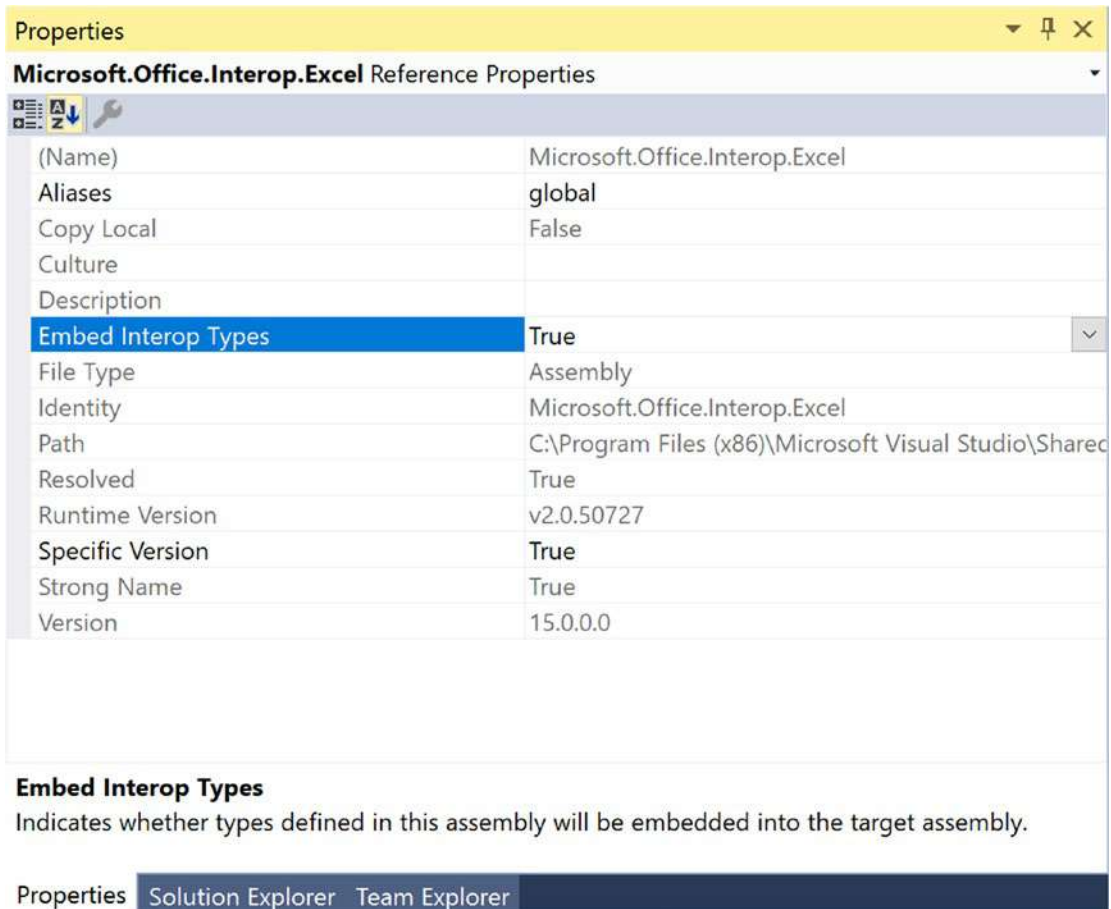 Properties
Microsoft.Office.Interop.Excel Reference Properties
(Name) Microsoft.Office.Interop.Excel
Aliases global
Copy Local False
Culture
Description
Embed Interop Types True
File Type Assembly
Identity Microsoft.Office.Interop.Excel
Path C:\Program Files (x86)\Microsoft Visual Studio\Shared
Resolved True
Runtime Version v2.0.50727
Specific Version True
Strong Name True
Version 15.0.0.0
Embed Interop Types
Indicates whether types defined in this assembly will be embedded into the target assembly.
Properties Solution Explorer Team Explorer